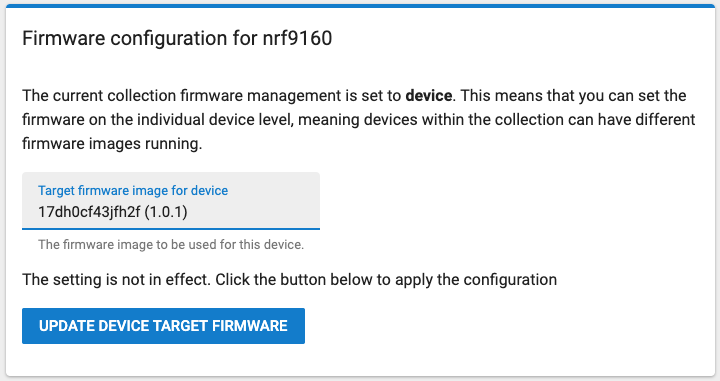 Firmware configuration for nrf9160
The current collection firmware management is set to device. This means that you can set the
firmware on the individual device level, meaning devices within the collection can have different
firmware images running.
Target firmware image for device
17dh0cf43jfh2f (1.0.1)
The firmware image to be used for this device.
The setting is not in effect. Click the button below to apply the configuration
UPDATE DEVICE TARGET FIRMWARE